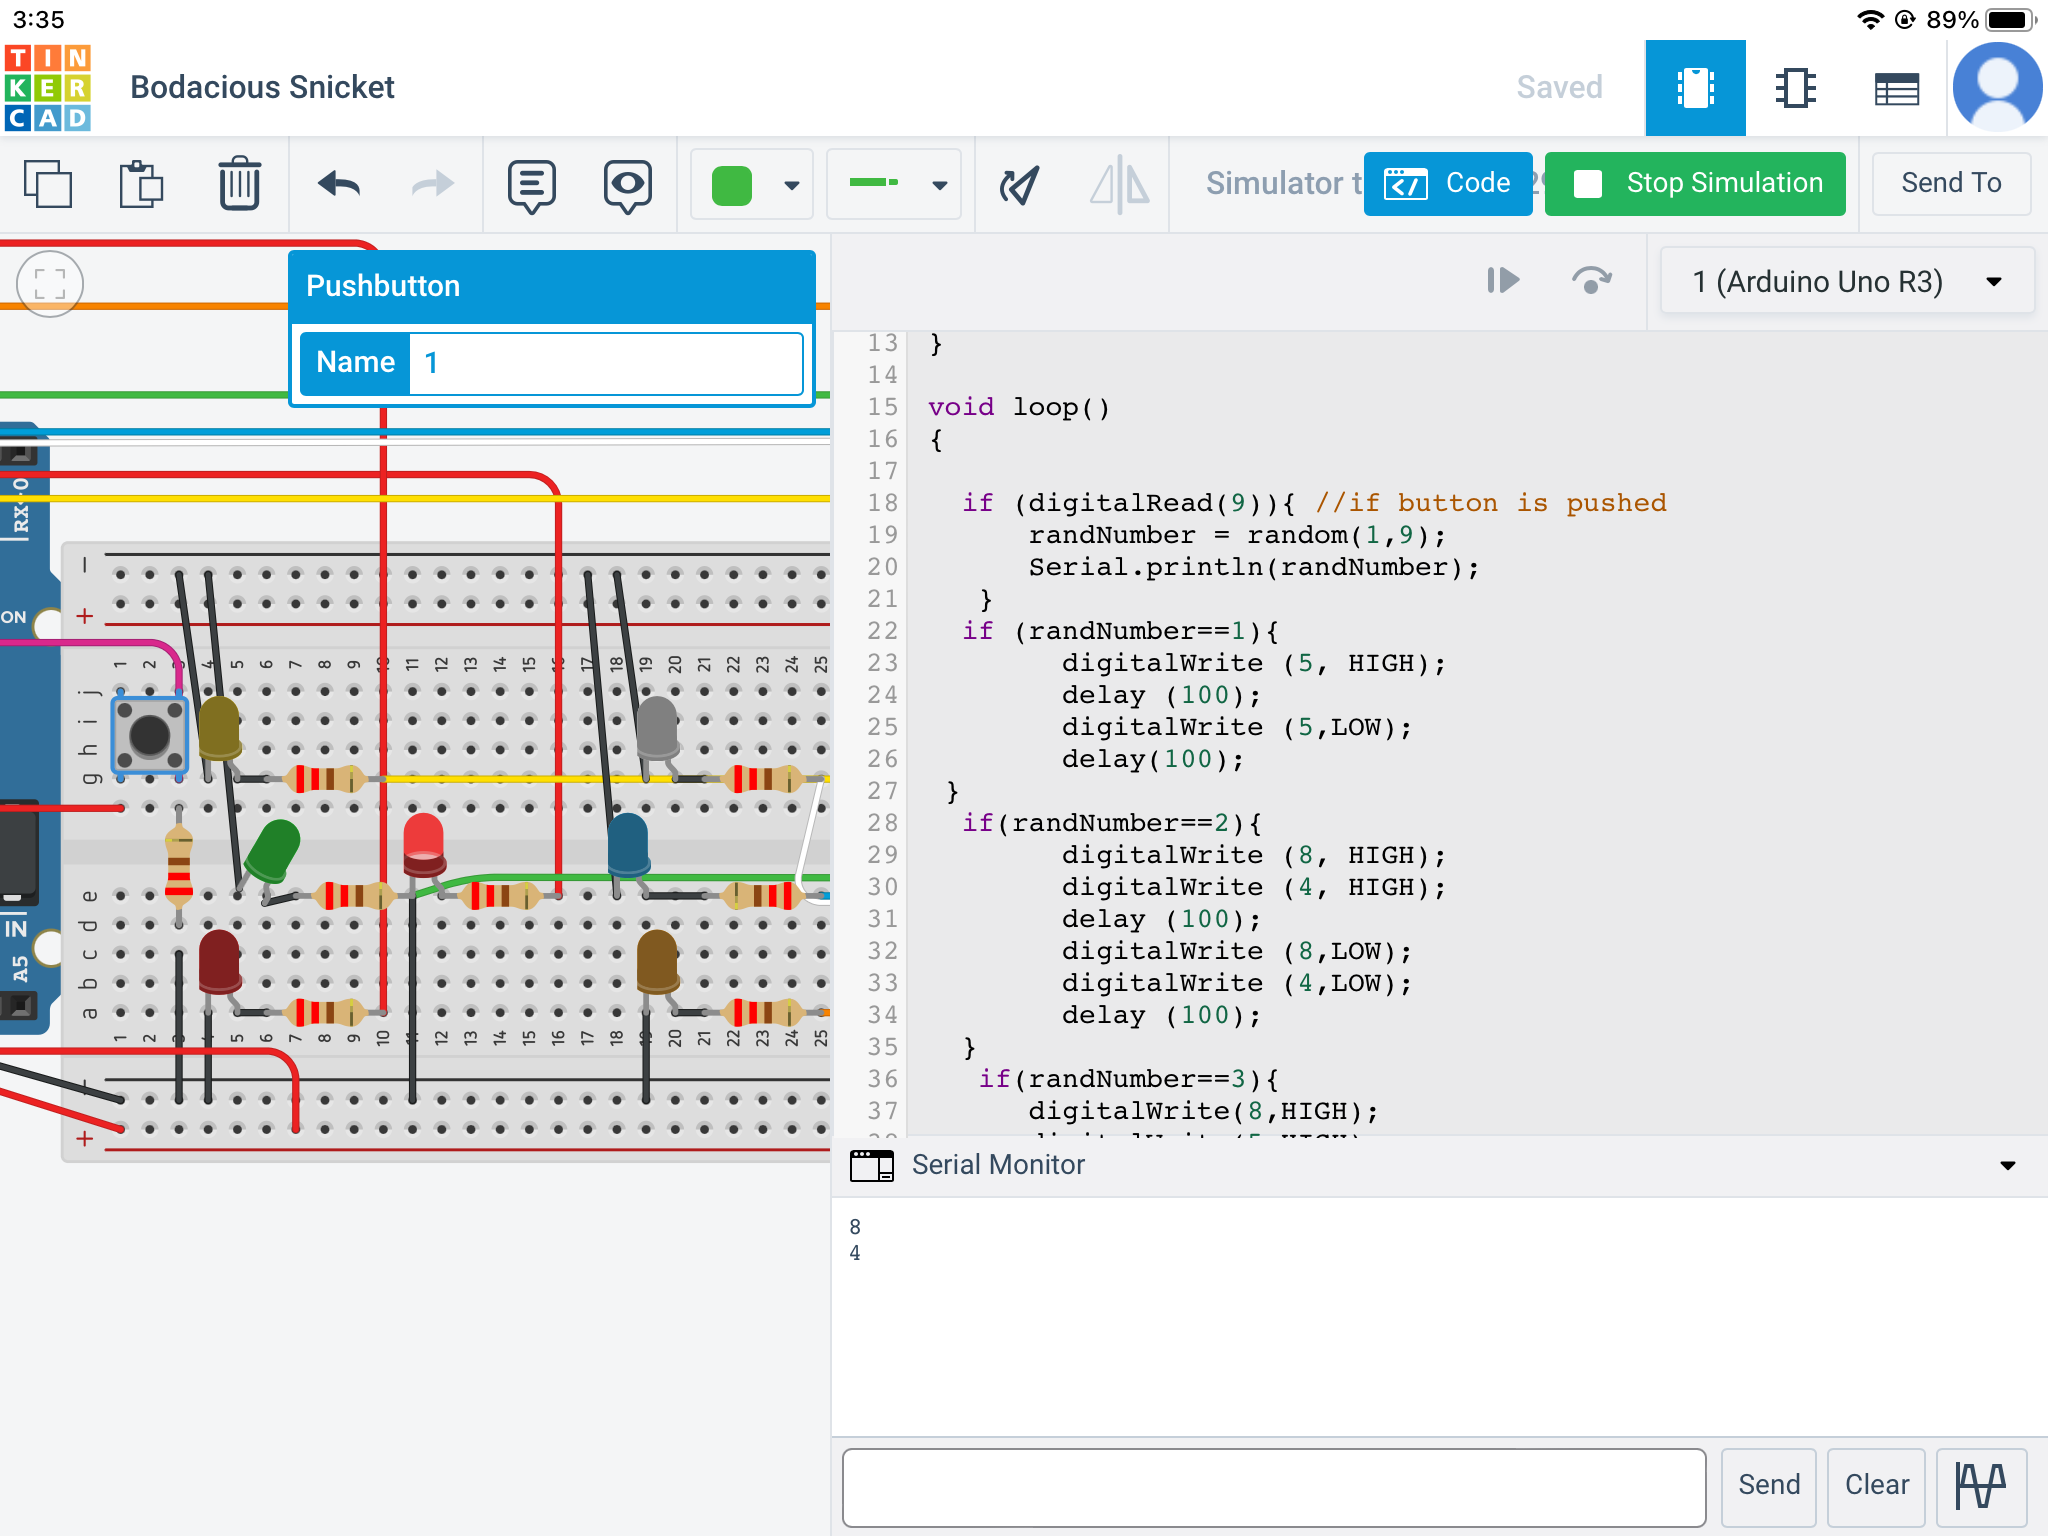 3:35
89%
TIN
KER
CAD
Bodacious Snicket
Saved
Simulator t
Code
Stop Simulation
Send To
Pushbutton
Name 1
1 (Arduino Uno R3)
13 }
14
15 void loop()
16 {
17
18 if (digitalRead(9)){ //if button is pushed
19 randNumber = random(1,9);
20 Serial.println(randNumber);
21 }
22 if (randNumber==1){
23 digitalWrite (5, HIGH);
24 delay (100);
25 digitalWrite (5,LOW);
26 delay(100);
27 }
28 if(randNumber==2){
29 digitalWrite (8, HIGH);
30 digitalWrite (4, HIGH);
31 delay (100);
32 digitalWrite (8,LOW);
33 digitalWrite (4,LOW);
34 delay (100);
35 }
36 if(randNumber==3){
37 digitalWrite(8,HIGH);
RX 0
ON
1 2 3 4 5 6 7 8 9 10 11 12 13 14 15 16 17 18 19 20 21 22 23 24 25
j
i
h
g
e
d
c
b
a
IN
A5
1 2 3 4 5 6 7 8 9 10 11 12 13 14 15 16 17 18 19 20 21 22 23 24 25
Serial Monitor
8
4
Send
Clear